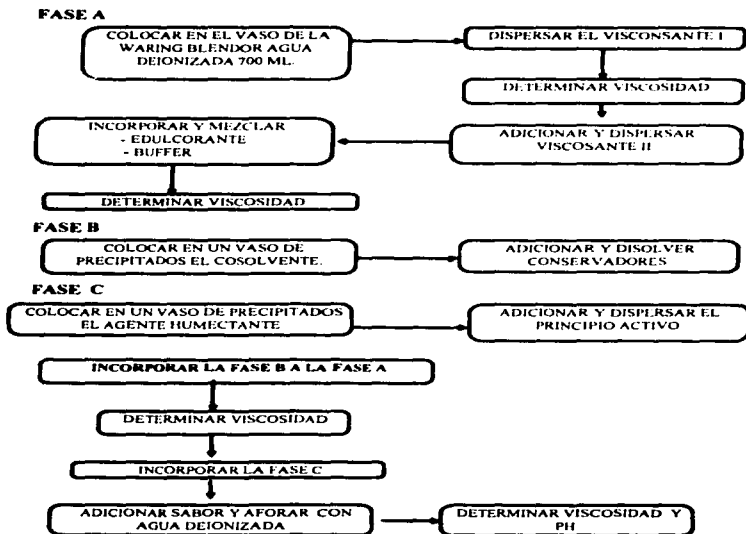 FASE A
COLOCAR EN EL VASO DE LA
WARING BLENDOR AGUA
DEIONIZADA 700 ML.
DISPERSAR EL VISCONSANTE I
DETERMINAR VISCOSIDAD
ADICIONAR Y DISPERSAR
VISCOSANTE II
INCORPORAR Y MEZCLAR
- EDULCORANTE
- BUFFER
DETERMINAR VISCOSIDAD
FASE B
COLOCAR EN UN VASO DE
PRECIPITADOS EL COSOLVENTE.
ADICIONAR Y DISOLVER
CONSERVADORES
FASE C
COLOCAR EN UN VASO DE PRECIPITADOS
EL AGENTE HUMECTANTE
ADICIONAR Y DISPERSAR EL
PRINCIPIO ACTIVO
INCORPORAR LA FASE B A LA FASE A
DETERMINAR VISCOSIDAD
INCORPORAR LA FASE C
ADICIONAR SABOR Y AFORAR CON
AGUA DEIONIZADA
DETERMINAR VISCOSIDAD Y
PH